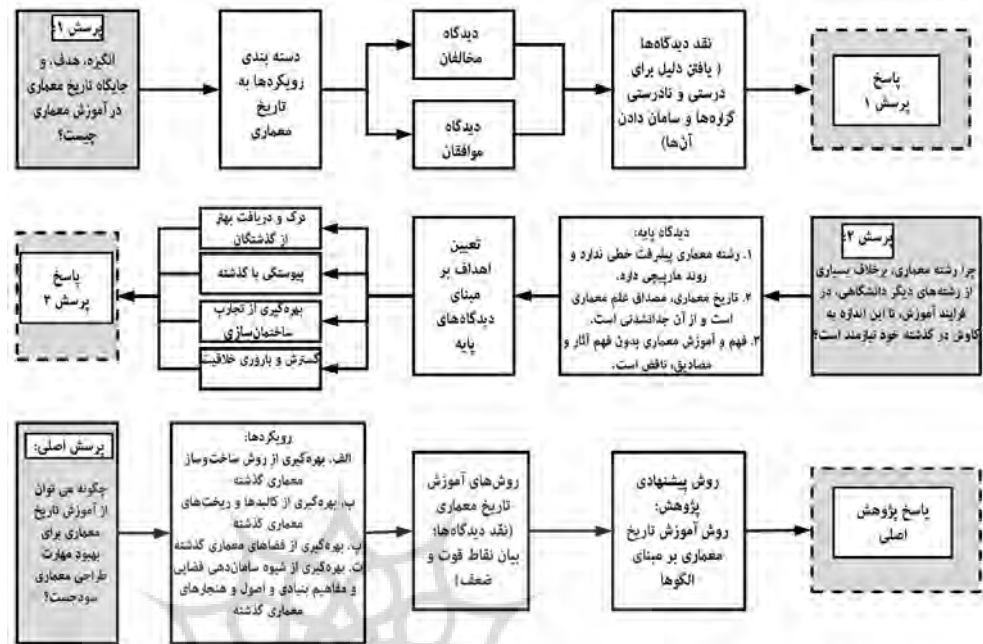 پرسش ۱:
انگیزه، هدف، و
جایگاه تاریخ معماری
در آموزش معماری
چیست؟
دسته بندی
رویکردها به
تاریخ
معماری
دیدگاه
مخالفان
دیدگاه
موافقان
نقد دیدگاه‌ها
( یافتن دلیل برای
درستی و نادرستی
گزاره‌ها و سامان دادن
آن‌ها)
پاسخ
پرسش ۱
پرسش ۲:
چرا رشته معماری، برخلاف بسیاری
از رشته‌های دیگر دانشگاهی، در
فرایند آموزش، تا این اندازه به
کاوش در گذشته خود نیازمند است؟
دیدگاه پایه:
۱. رشته معماری پیشرفت خطی ندارد و
روند مارپیچی دارد.
۲. تاریخ معماری، مصداق علم معماری
است و از آن جدانشدنی است.
۳. فهم و آموزش معماری بدون فهم آثار و
مصادیق، ناقص است.
تعیین
اهداف بر
مبنای
دیدگاه‌های
پایه
درک و دریافت بهتر
از گذشتگان
پیوستگی با گذشته
بهره‌گیری از تجارب
ساختمان‌سازی
گسترش و باروری خلاقیت
پاسخ
پرسش ۲
پرسش اصلی:
چگونه می توان
از آموزش تاریخ
معماری برای
بهبود مهارت
طراحی معماری
سودجست؟
رویکردها:
الف. بهره‌گیری از روش ساخت‌وساز
معماری گذشته
ب. بهره‌گیری از کالبدها و ریخت‌های
معماری گذشته
پ. بهره‌گیری از فضاهای معماری گذشته
ت. بهره‌گیری از شیوه سامان‌دهی فضایی
و مفاهیم بنیادی و اصول و هنجارهای
معماری گذشته
روش‌های آموزش
تاریخ معماری
(نقد دیدگاه‌ها؛
بیان نقاط قوت و
ضعف)
روش پیشنهادی
پژوهش:
روش آموزش تاریخ
معماری بر مبنای
الگوها
پاسخ پژوهش
اصلی